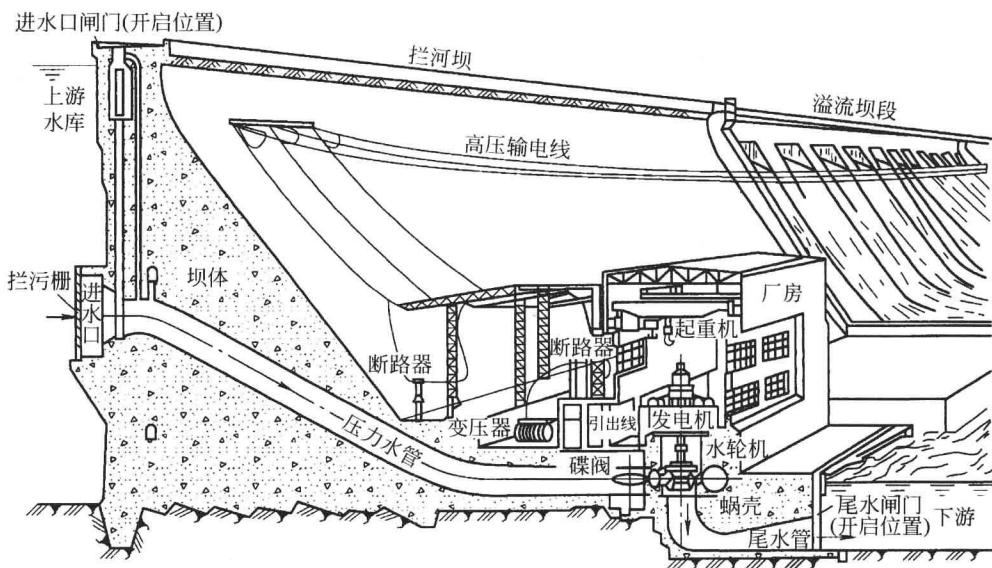 进水口闸门(开启位置)
拦河坝
上游
水库
溢流坝段
高压输电线
拦污栅
进
水
口
坝体
厂房
起重机
断路器
断路器
变压器
引出线
发电机
压力水管
水轮机
碟阀
蜗壳
尾水闸门
(开启位置)
下游
尾水管